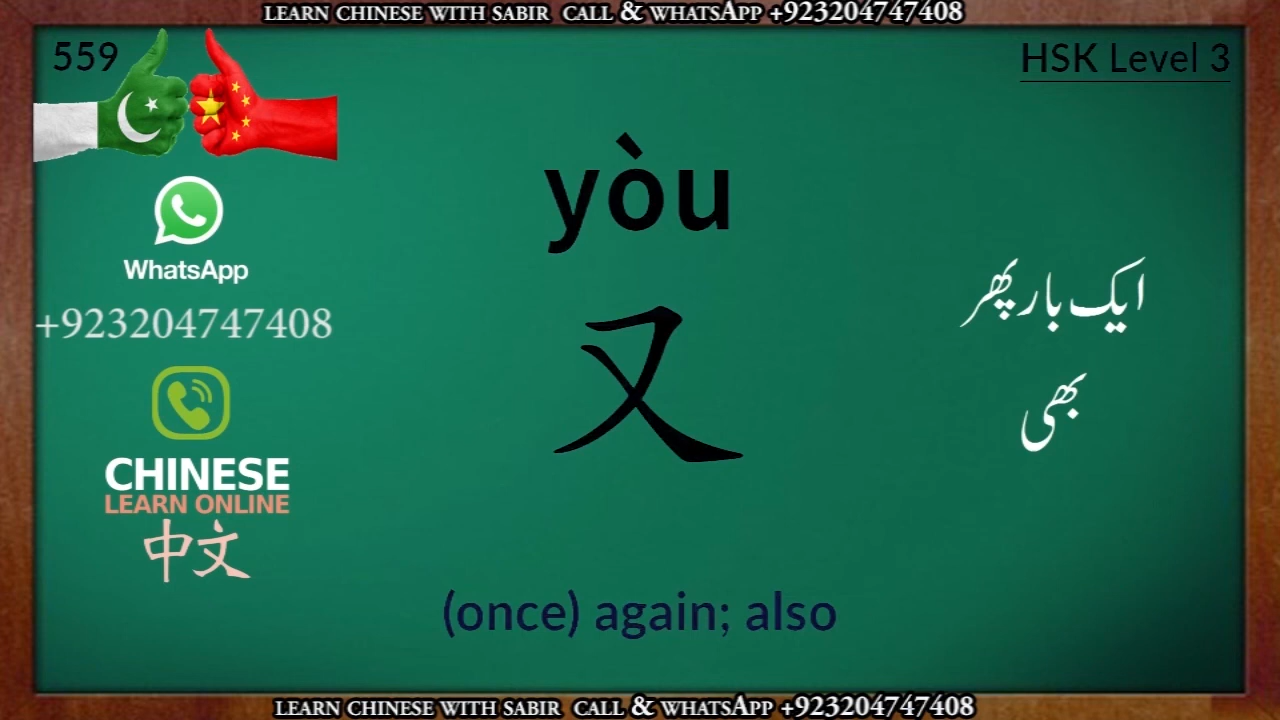 LEARN CHINESE WITH SABIR CALL & WHATSAPP +923204747408
559
HSK Level 3
yòu
WhatsApp
ایک بار پھر
+923204747408
又
بھی
CHINESE
LEARN ONLINE
中文
(once) again; also
LEARN CHINESE WITH SABIR CALL & WHATSAPP +923204747408